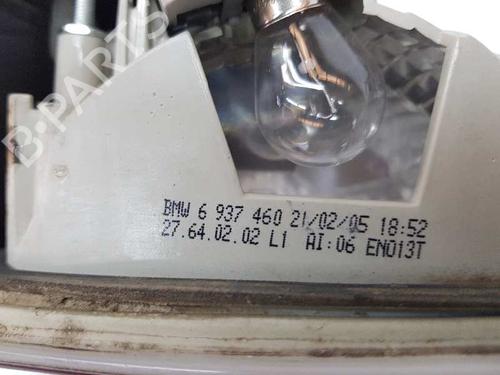 B-PARTS
BMW 6 937 460 21/02/05 18:52
27.64.02.02 L1 AI:06 EN013T